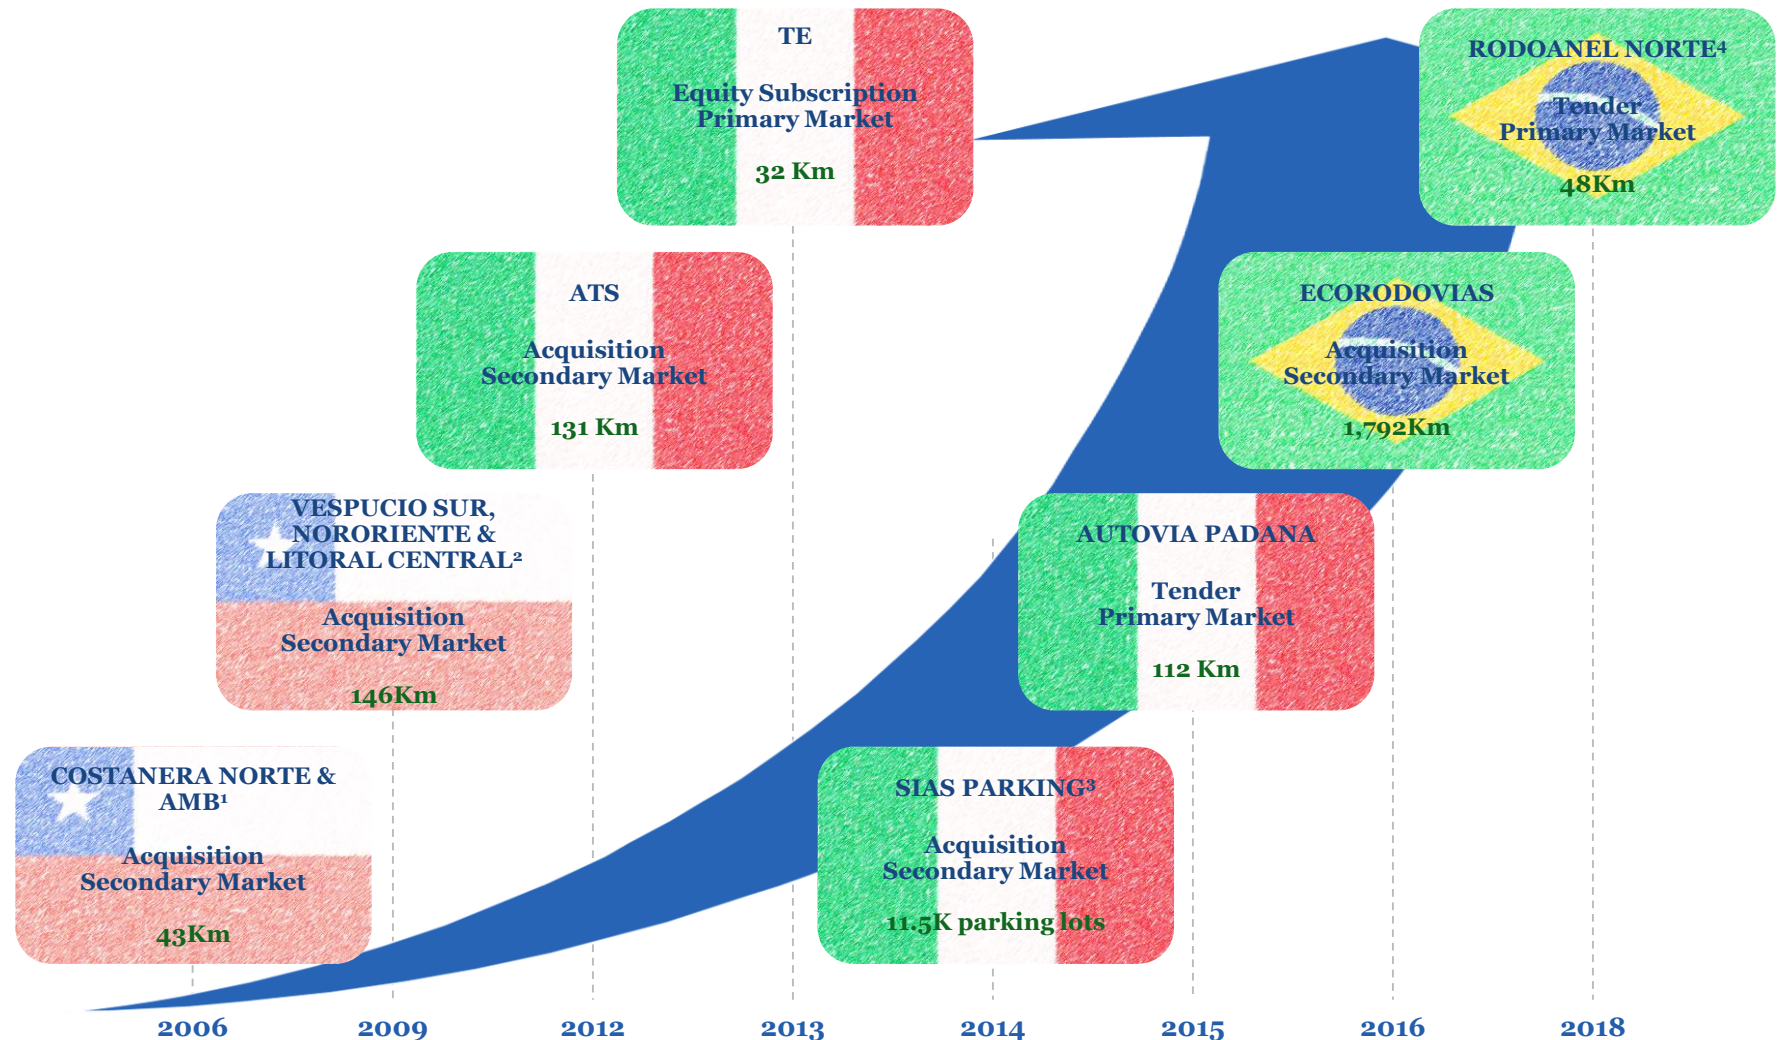 TE
Equity Subscription
Primary Market
32 Km
RODOANEL NORTE⁴
Tender
Primary Market
48Km
ATS
Acquisition
Secondary Market
131 Km
ECORODOVIAS
Acquisition
Secondary Market
1,792Km
VESPUCIO SUR,
NORORIENTE &
LITORAL CENTRAL²
Acquisition
Secondary Market
146Km
AUTOVIA PADANA
Tender
Primary Market
112 Km
COSTANERA NORTE &
AMB¹
Acquisition
Secondary Market
43Km
SIAS PARKING³
Acquisition
Secondary Market
11.5K parking lots
2006 2009 2012 2013 2014 2015 2016 2018